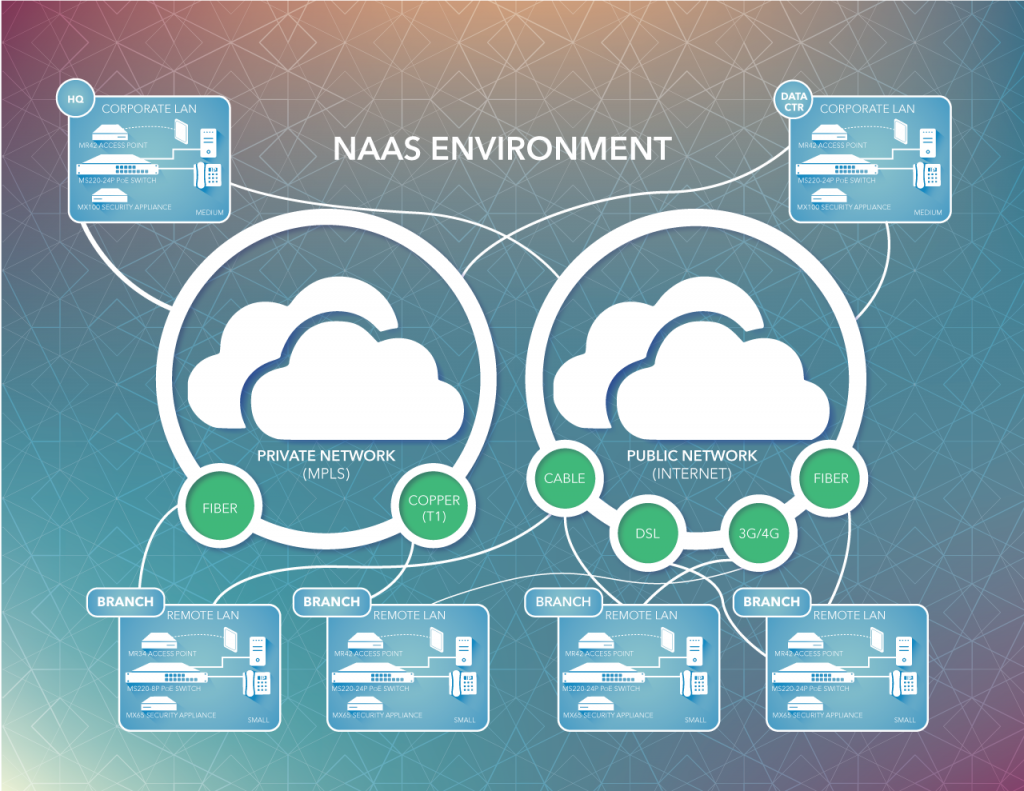 HQ
CORPORATE LAN
MR42 ACCESS POINT
MS220-24P PoE SWITCH
MX100 SECURITY APPLIANCE
MEDIUM
NAAS ENVIRONMENT
DATA
CTR
CORPORATE LAN
MR42 ACCESS POINT
MS220-24P PoE SWITCH
MX100 SECURITY APPLIANCE
MEDIUM
PRIVATE NETWORK
(MPLS)
FIBER
COPPER
(T1)
PUBLIC NETWORK
(INTERNET)
CABLE
DSL
3G/4G
FIBER
BRANCH
REMOTE LAN
MR34 ACCESS POINT
MS220-8P PoE SWITCH
MX65 SECURITY APPLIANCE
SMALL
BRANCH
REMOTE LAN
MR42 ACCESS POINT
MS220-24P PoE SWITCH
MX65 SECURITY APPLIANCE
SMALL
BRANCH
REMOTE LAN
MR42 ACCESS POINT
MS220-24P PoE SWITCH
MX65 SECURITY APPLIANCE
SMALL
BRANCH
REMOTE LAN
MR42 ACCESS POINT
MS220-24P PoE SWITCH
MX65 SECURITY APPLIANCE
SMALL